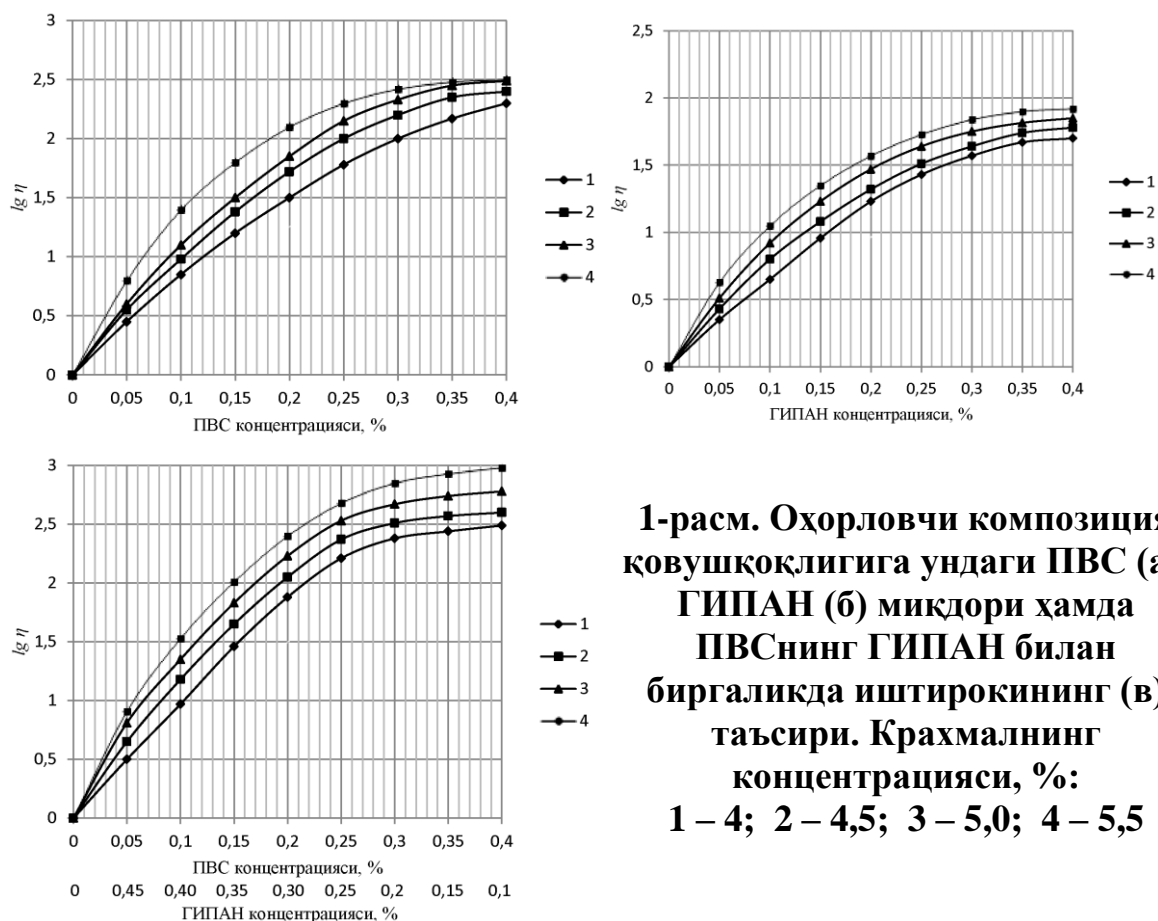 3
2,5
2
1,5
1
0,5
0
lg η
0 0,05 0,1 0,15 0,2 0,25 0,3 0,35 0,4
ПВС концентрацияси, %
1
2
3
4
2,5
2
1,5
1
0,5
0
lg η
0 0,05 0,1 0,15 0,2 0,25 0,3 0,35 0,4
ГИПАН концентрацияси, %
1
2
3
4
3
2,5
2
1,5
1
0,5
0
lg η
0 0,05 0,1 0,15 0,2 0,25 0,3 0,35 0,4
ПВС концентрацияси, %
0 0,45 0,40 0,35 0,30 0,25 0,2 0,15 0,1
ГИПАН концентрацияси, %
1
2
3
4
1-расм. Оҳорловчи композиция
қовушқоқлигига ундаги ПВС (а
ГИПАН (б) миқдори ҳамда
ПВСнинг ГИПАН билан
биргаликда иштирокининг (в)
таъсири. Крахмалнинг
концентрацияси, %:
1 – 4; 2 – 4,5; 3 – 5,0; 4 – 5,5